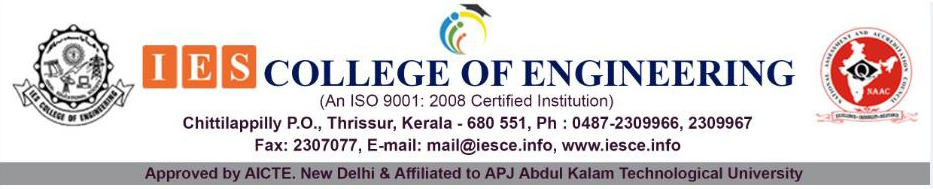 IES COLLEGE OF ENGINEERING
IES COLLEGE OF ENGINEERING
(An ISO 9001: 2008 Certified Institution)
Chittilappilly P.O., Thrissur, Kerala - 680 551, Ph : 0487-2309966, 2309967
Fax: 2307077, E-mail: mail@iesce.info, www.iesce.info
Approved by AICTE. New Delhi & Affiliated to APJ Abdul Kalam Technological University
NATIONAL ASSESSMENT AND ACCREDITATION COUNCIL
NAAC